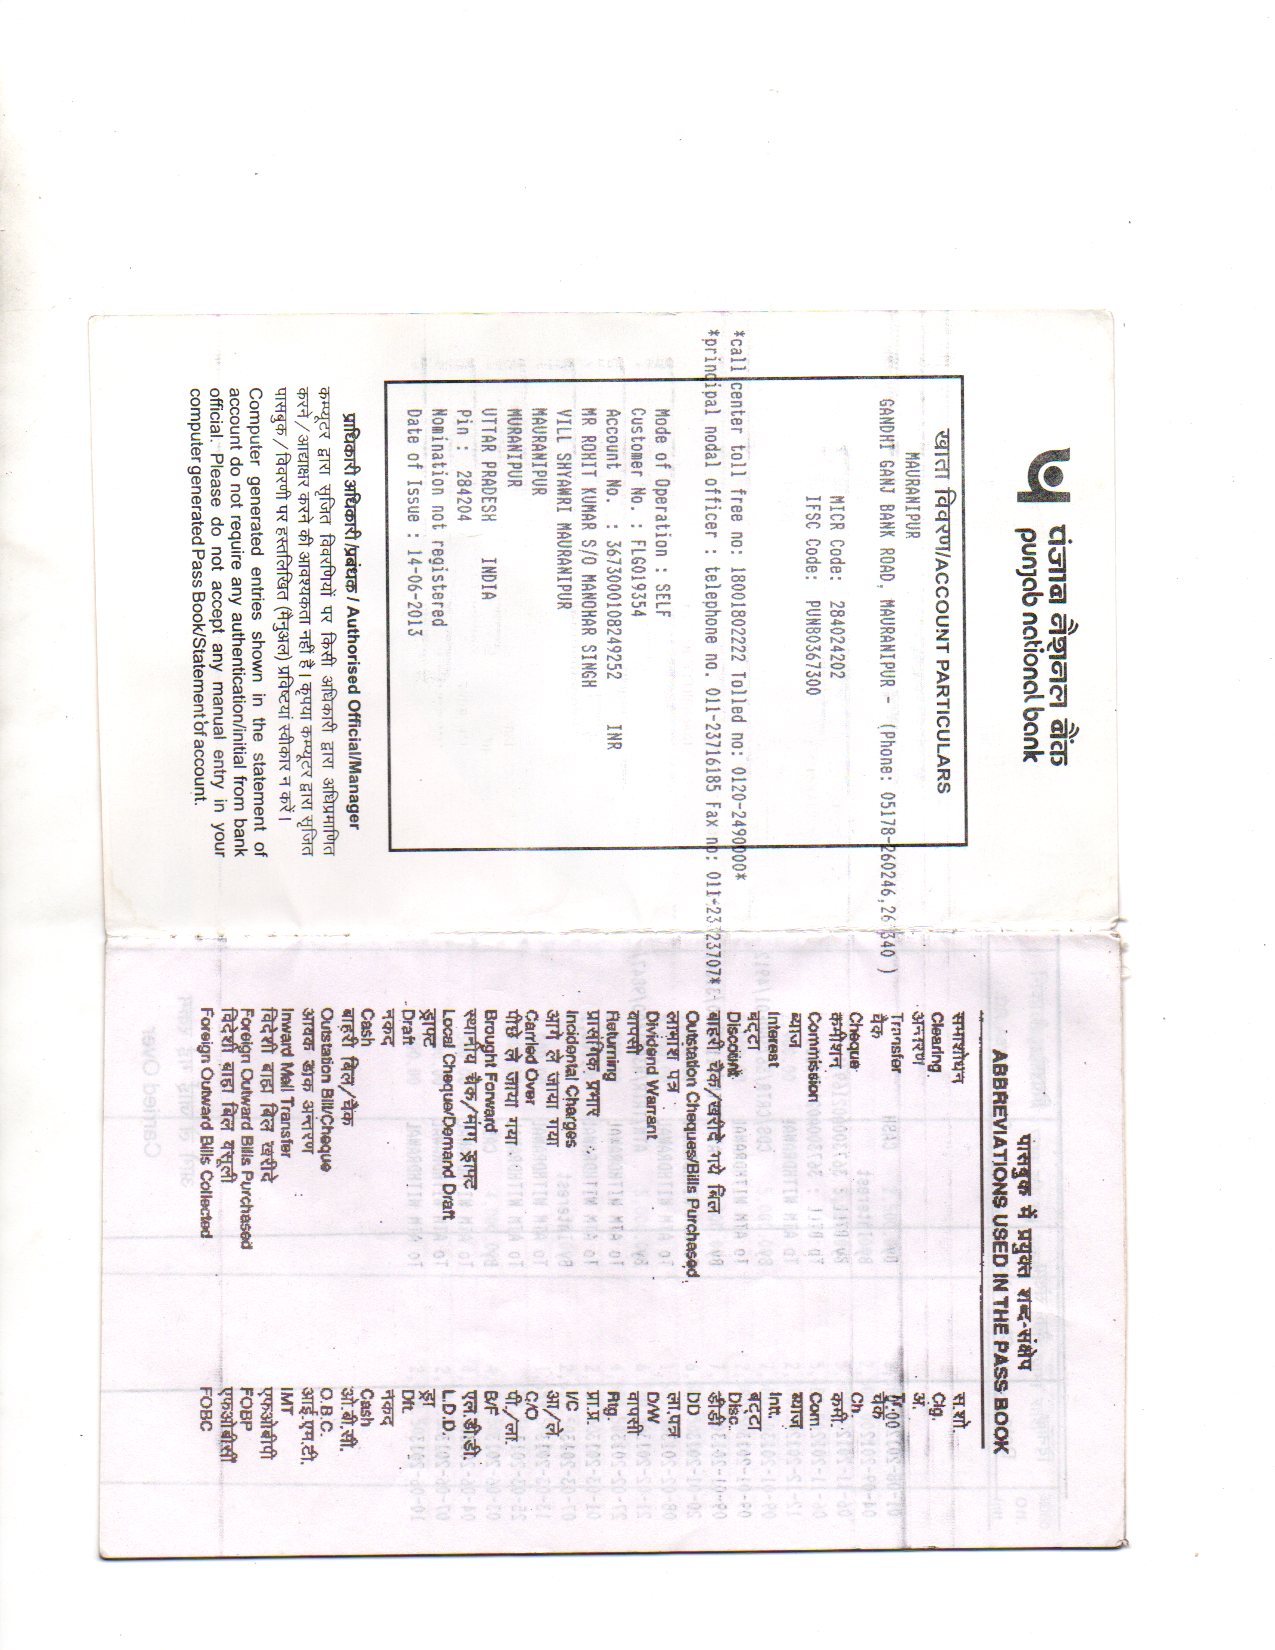 पंजाब नैशनल बैंक
punjab national bank
खाता विवरण/ACCOUNT PARTICULARS
MAURANIPUR
GANDHI GANJ BANK ROAD, MAURANIPUR - (Phone: 05178-260246,261340 )
MICR Code: 284024202
IFSC Code: PUNB0367300
*call center toll free no: 18001802222 Tolled no: 0120-2490000*
*principal nodal officer : telephone no. 011-23716185 Fax no: 011-23723707*
Mode of Operation : SELF
Customer No. : FLG019354
Account No. : 3673000108249252 INR
MR ROHIT KUMAR S/O MANOHAR SINGH
VILL SHYAWRI MAURANIPUR
MAURANIPUR
MURANIPUR
UTTAR PRADESH INDIA
Pin : 284204
Nomination not registered
Date of Issue : 14-06-2013
प्राधिकारी अधिकारी/प्रबंधक / Authorised Official/Manager
कम्प्यूटर द्वारा सृजित विवरणियों पर किसी अधिकारी द्वारा अधिप्रमाणित
करने / आद्याक्षर करने की आवश्यकता नहीं है। कृपया कम्प्यूटर द्वारा सृजित
पासबुक / विवरणी पर हस्तलिखित (मैनुअल) प्रविष्टियां स्वीकार न करें।
Computer generated entries shown in the statement of
account do not require any authentication/initial from bank
official. Please do not accept any manual entry in your
computer generated Pass Book/Statement of account.
पासबुक में प्रयुक्त शब्द-संक्षेप
ABBREVIATIONS USED IN THE PASS BOOK
समाशोधन स.शो.
Clearing Clg.
अन्तरण अ.
Transfer
चैक चैक
Cheque Ch.
कमीशन कमी.
Commission Com.
ब्याज ब्याज
Interest Intt.
बट्टा बट्टा
Discount Disc.
बाहरी चैक/खरीदे गये बिल डीडी
Outstation Cheques/Bills Purchased DD
लाभांश पत्र ला.पत्र
Dividend Warrant D/W
वापसी वापसी
Returning Rtg.
प्रासंगिक प्रभार प्रा.प्र.
Incidental Charges I/C
आगे ले जाया गया आ/ले
Carried Over C/O
पीछे ले जाया गया पी./ला.
Brought Forward B/F
स्थानीय चैक/मांग ड्राफ्ट एल.डी.डी.
Local Cheque/Demand Draft L.D.D.
ड्राफ्ट ड्रा
Draft Dft
नकद नकद
Cash Cash
बाहरी बिल/चैक ओ.बी.सी.
Outstation Bill/Cheque O.B.C.
आवक डाक अन्तरण आई.एम.टी.
Inward Mail Transfer IMT
विदेशी बाह्य बिल खरीदे एफओबीपी
Foreign Outward Bills Purchased FOBP
विदेशी बाह्य बिल वसूली एफओबीसी
Foreign Outward Bills Collected FOBC